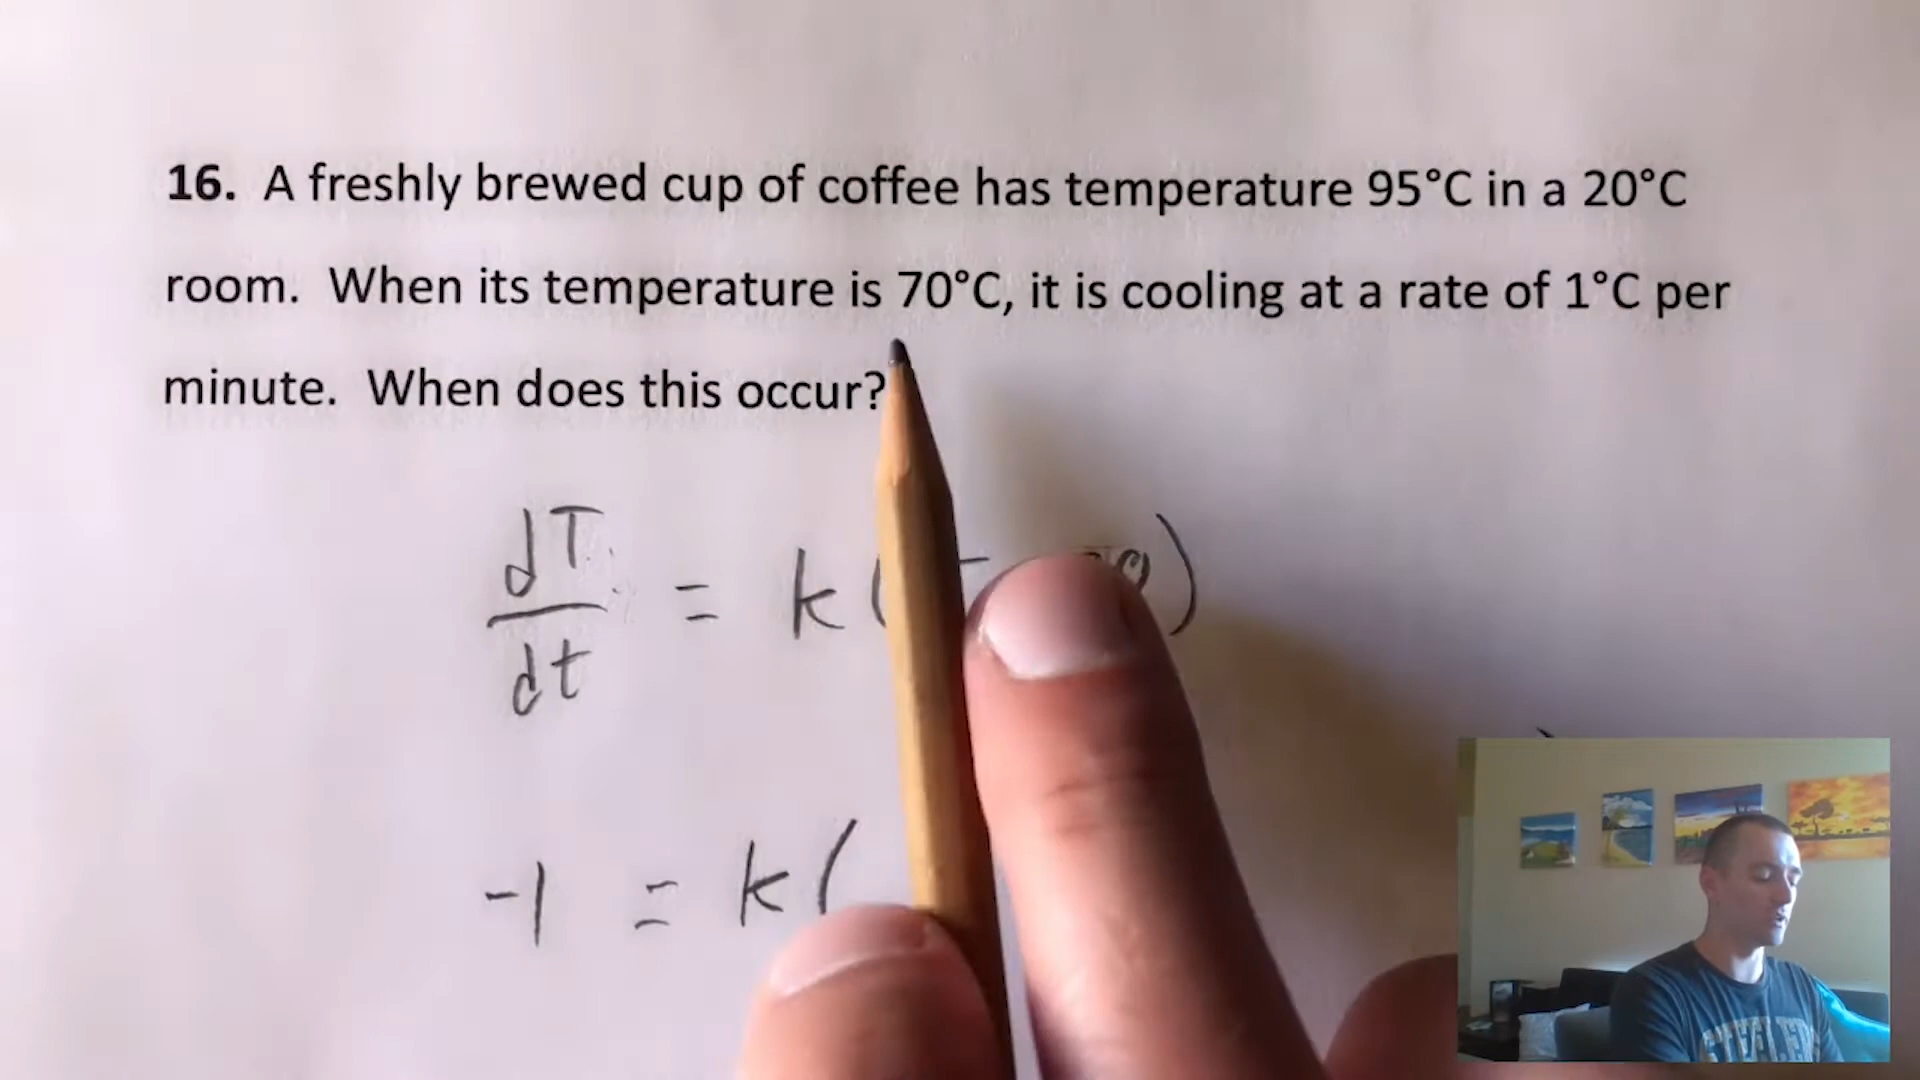 16. A freshly brewed cup of coffee has temperature 95°C in a 20°C
room. When its temperature is 70°C, it is cooling at a rate of 1°C per
minute. When does this occur?
dT
dt
= k( )
-1 = k(